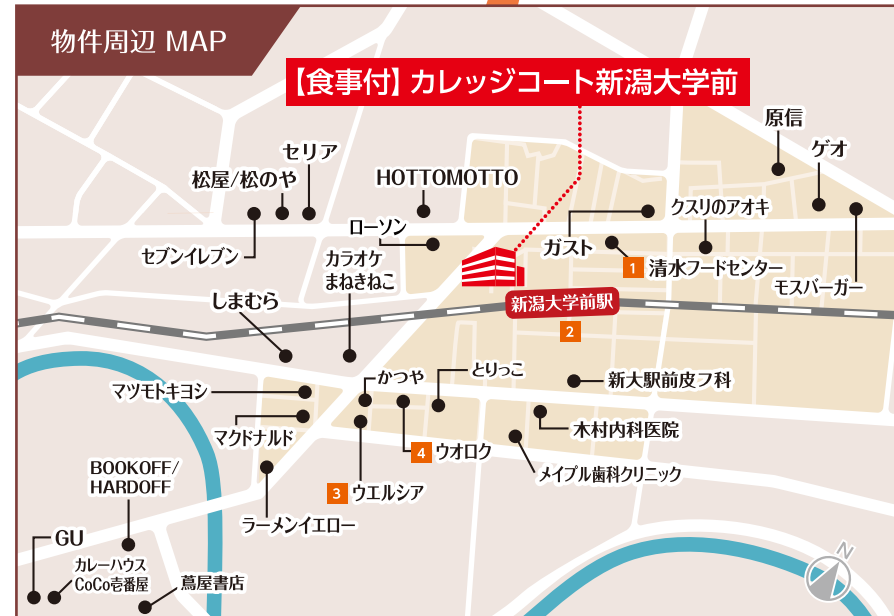 物件周辺 MAP
【食事付】カレッジコート新潟大学前
原信
ゲオ
セリア
松屋/松のや
HOTTOMOTTO
クスリのアオキ
ローソン
ガスト
セブンイレブン
カラオケ
まねきねこ
1 清水フードセンター
モスバーガー
しまむら
新潟大学前駅
2
かつや
とりっこ
新大駅前皮フ科
マツモトキヨシ
マクドナルド
木村内科医院
4 ウオロク
BOOKOFF/
HARDOFF
メイプル歯科クリニック
3 ウエルシア
ラーメンイエロー
GU
カレーハウス
CoCo壱番屋
蔦屋書店
N